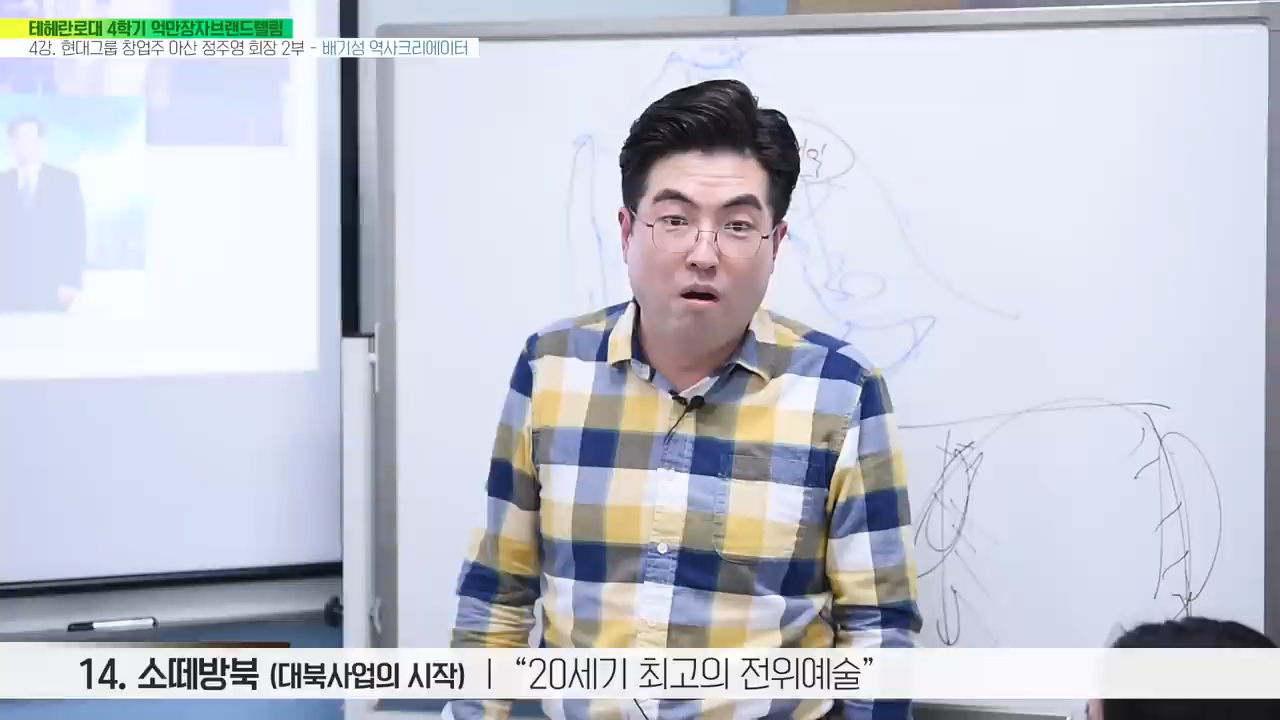 테헤란로대 4학기 억만장자브랜드텔링
4강. 현대그룹 창업주 아산 정주영 회장 2부 - 배기성 역사크리에이터
14. 소떼방북 (대북사업의 시작) | “20세기 최고의 전위예술”